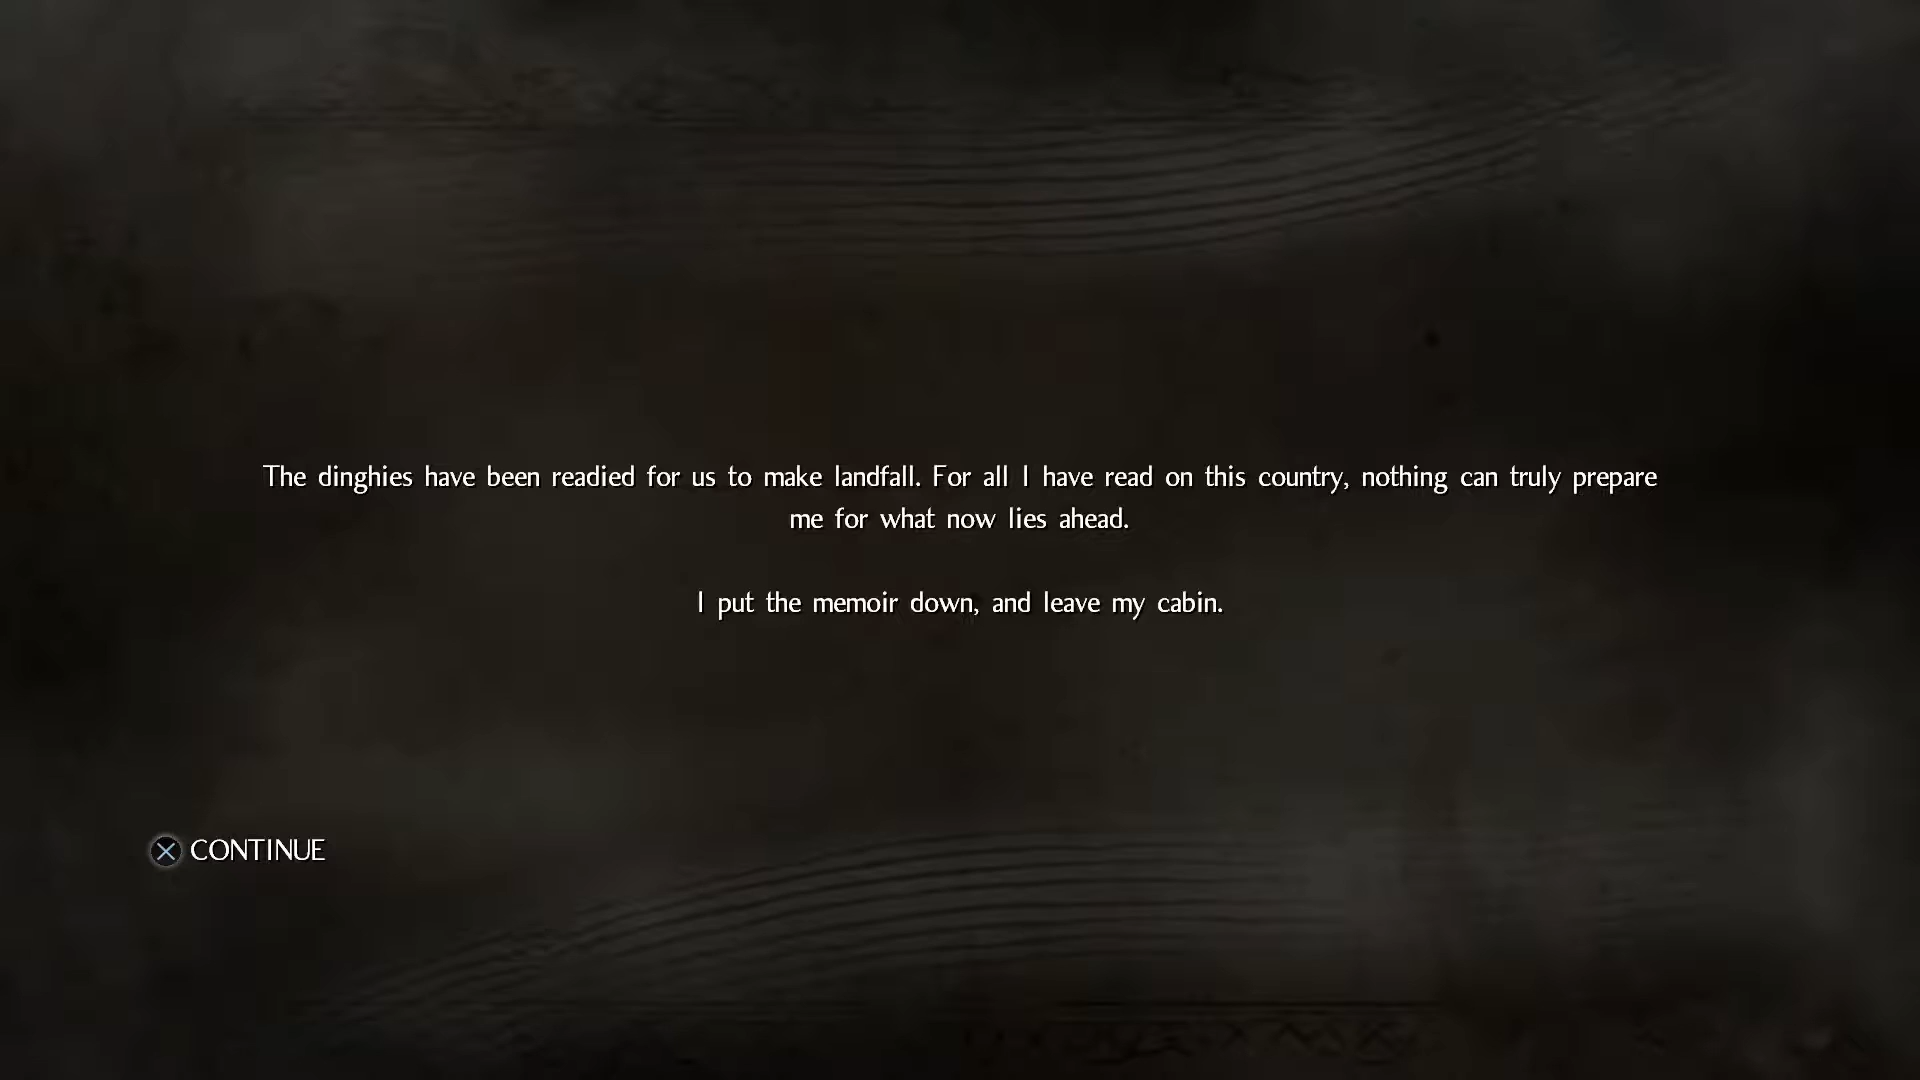 The dinghies have been readied for us to make landfall. For all I have read on this country, nothing can truly prepare
me for what now lies ahead.
I put the memoir down, and leave my cabin.
CONTINUE